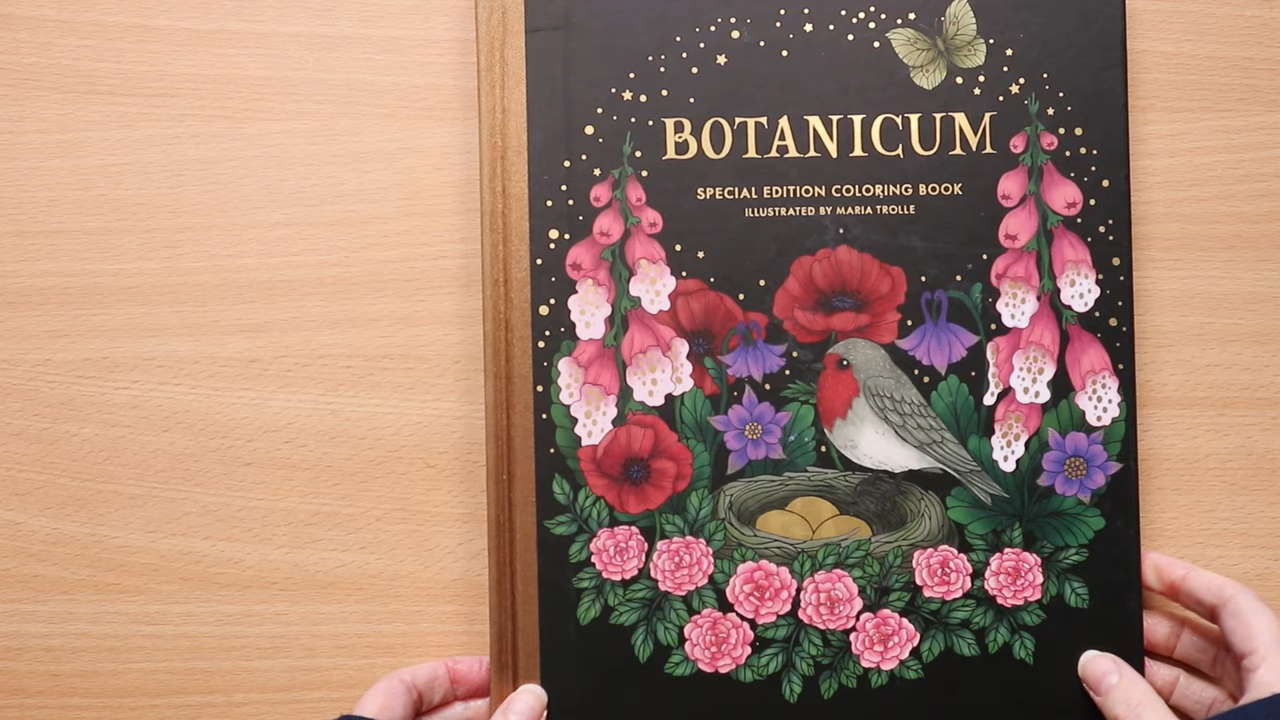 BOTANICUM
SPECIAL EDITION COLORING BOOK
ILLUSTRATED BY MARIA TROLLE